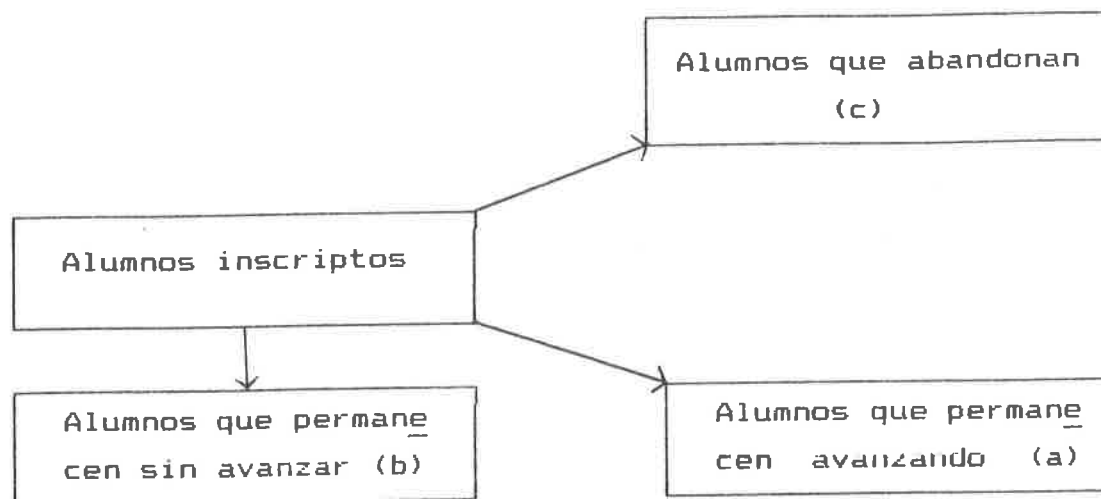 Alumnos que abandonan
(c)
Alumnos inscriptos
Alumnos que permane
cen sin avanzar (b)
Alumnos que permane
cen avanzando (a)